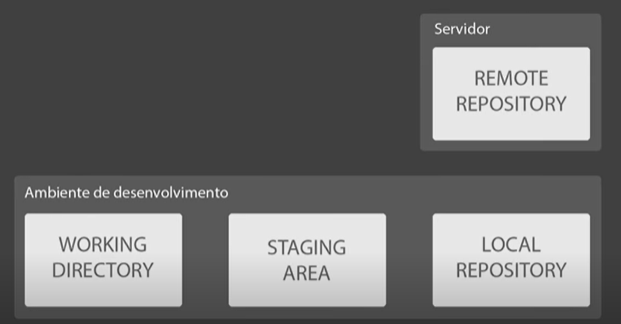 Servidor
REMOTE
REPOSITORY
Ambiente de desenvolvimento
WORKING
DIRECTORY
STAGING
AREA
LOCAL
REPOSITORY